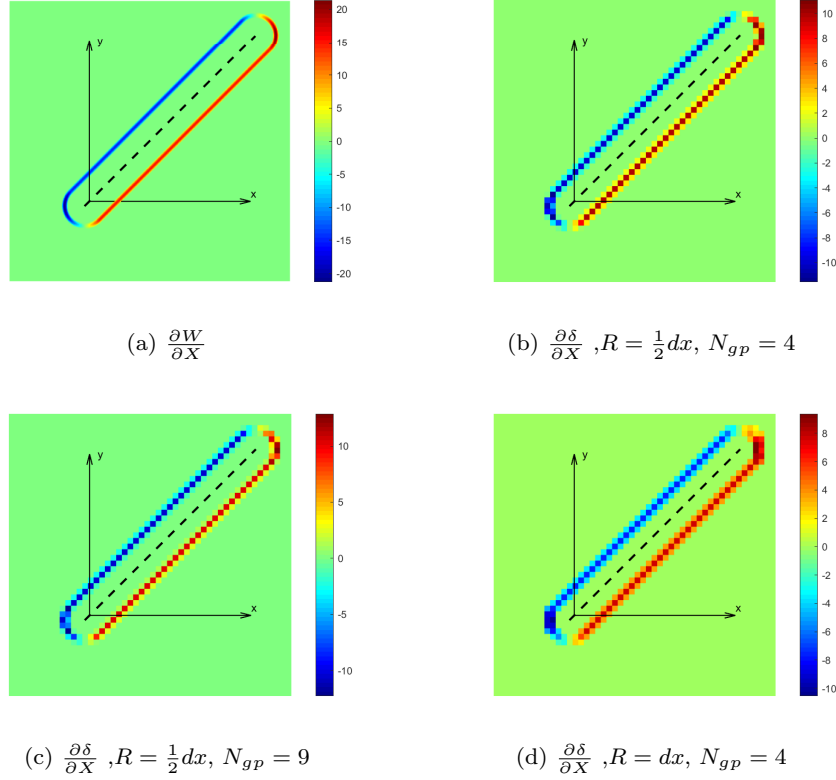 y
x
20
15
10
5
0
-5
-10
-15
-20
(a) ∂W/∂X
y
x
10
8
6
4
2
0
-2
-4
-6
-8
-10
(b) ∂δ/∂X ,R = 1/2 dx, N_gp = 4
y
x
10
5
0
-5
-10
(c) ∂δ/∂X ,R = 1/2 dx, N_gp = 9
y
x
8
6
4
2
0
-2
-4
-6
-8
-10
(d) ∂δ/∂X ,R = dx, N_gp = 4